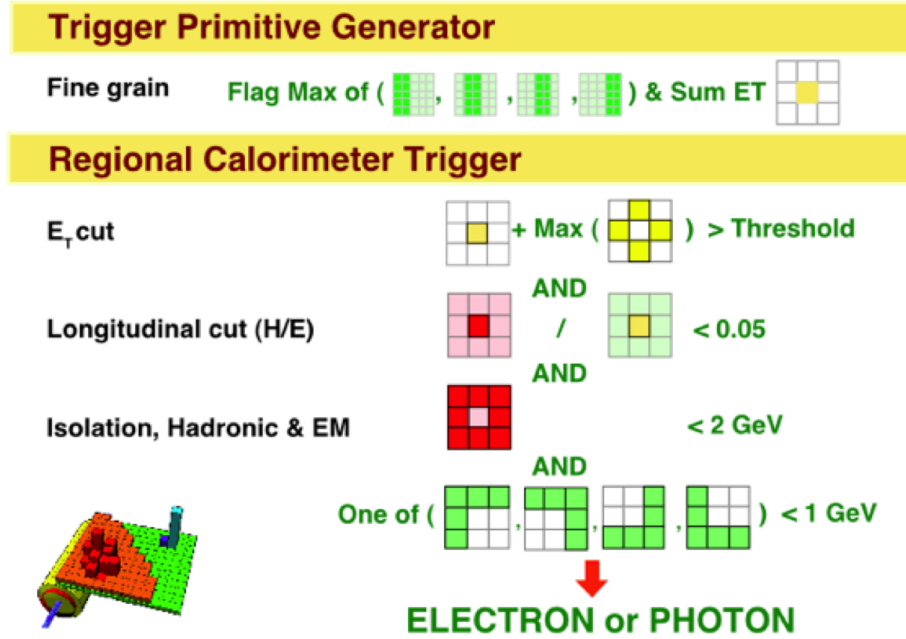 Trigger Primitive Generator
Fine grain Flag Max of ( , , , ) & Sum ET
Regional Calorimeter Trigger
E_T cut + Max ( ) > Threshold
AND
Longitudinal cut (H/E) / < 0.05
AND
Isolation, Hadronic & EM < 2 GeV
AND
One of ( , , , ) < 1 GeV
ELECTRON or PHOTON